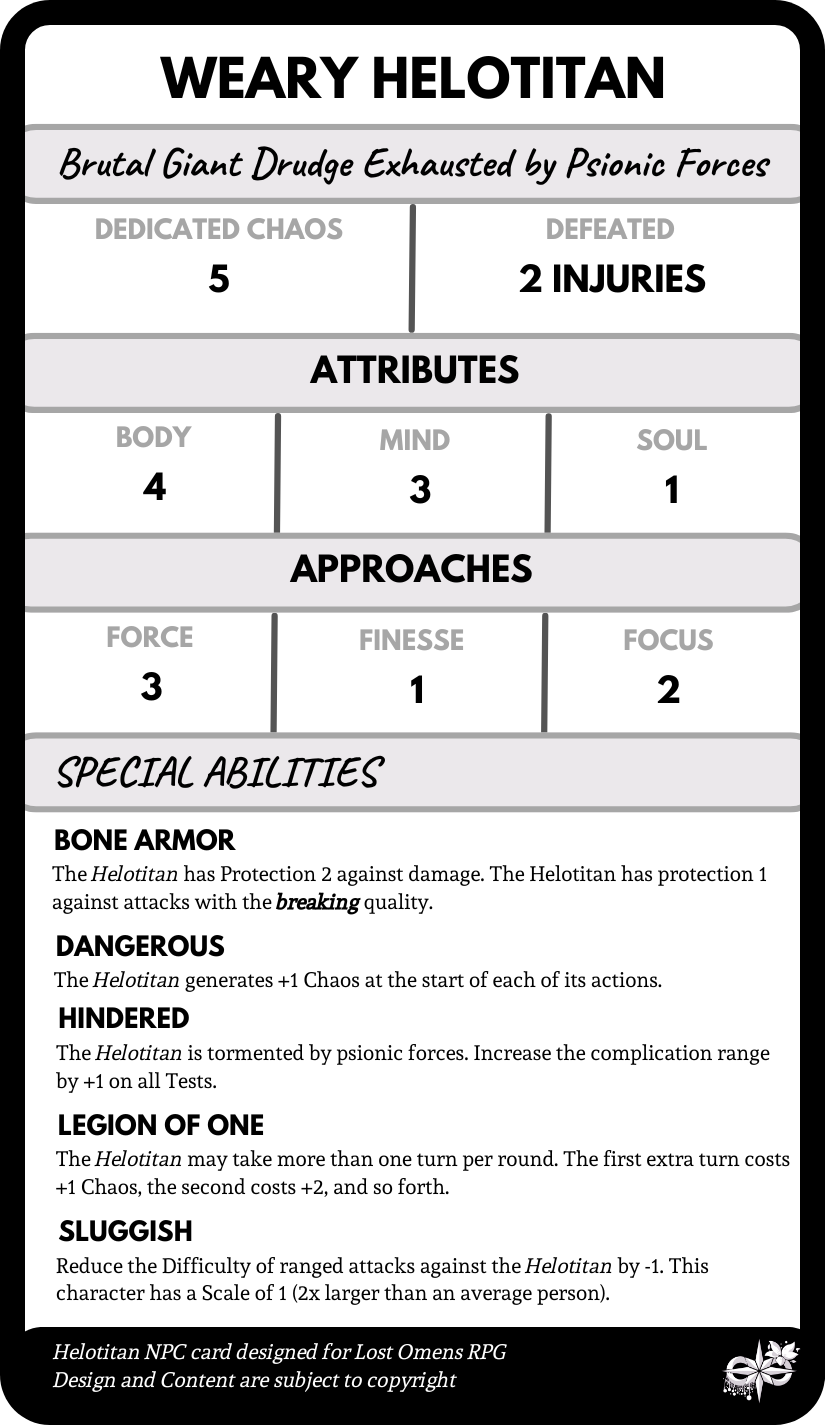 WEARY HELOTITAN
Brutal Giant Drudge Exhausted by Psionic Forces
DEDICATED CHAOS
5
DEFEATED
2 INJURIES
ATTRIBUTES
BODY
4
MIND
3
SOUL
1
APPROACHES
FORCE
3
FINESSE
1
FOCUS
2
SPECIAL ABILITIES
BONE ARMOR
The Helotitan has Protection 2 against damage. The Helotitan has protection 1
against attacks with the breaking quality.
DANGEROUS
The Helotitan generates +1 Chaos at the start of each of its actions.
HINDERED
The Helotitan is tormented by psionic forces. Increase the complication range
by +1 on all Tests.
LEGION OF ONE
The Helotitan may take more than one turn per round. The first extra turn costs
+1 Chaos, the second costs +2, and so forth.
SLUGGISH
Reduce the Difficulty of ranged attacks against the Helotitan by -1. This
character has a Scale of 1 (2x larger than an average person).
Helotitan NPC card designed for Lost Omens RPG
Design and Content are subject to copyright